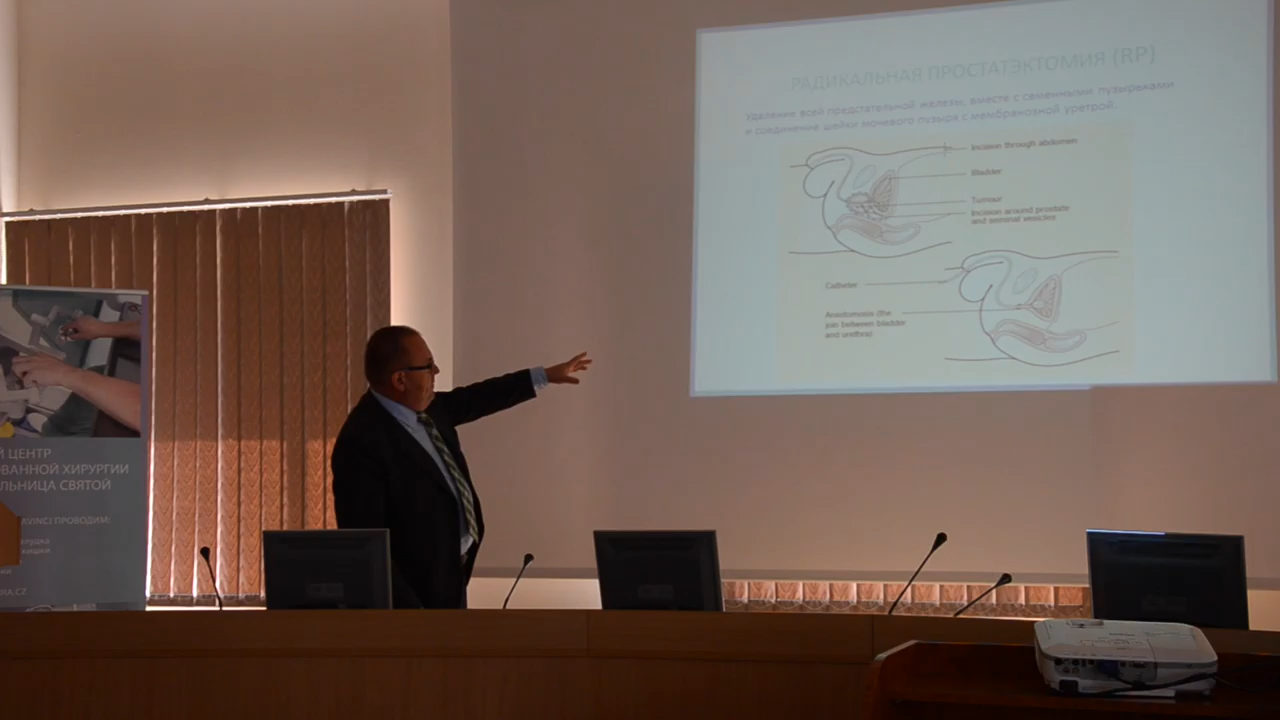 РАДИКАЛЬНАЯ ПРОСТАТЭКТОМИЯ (RP)
Удаление всей предстательной железы, вместе с семенными пузырьками
и соединение шейки мочевого пузыря с мембранозной уретрой.
Incision through abdomen
Bladder
Tumour
Incision around prostate
and seminal vesicles
Catheter
Anastomosis (the
join between bladder
and urethra)
Й ЦЕНТР
ОВАННОЙ ХИРУРГИИ
ЛЬНИЦА СВЯТОЙ
AVINCI ПРОВОДИМ: